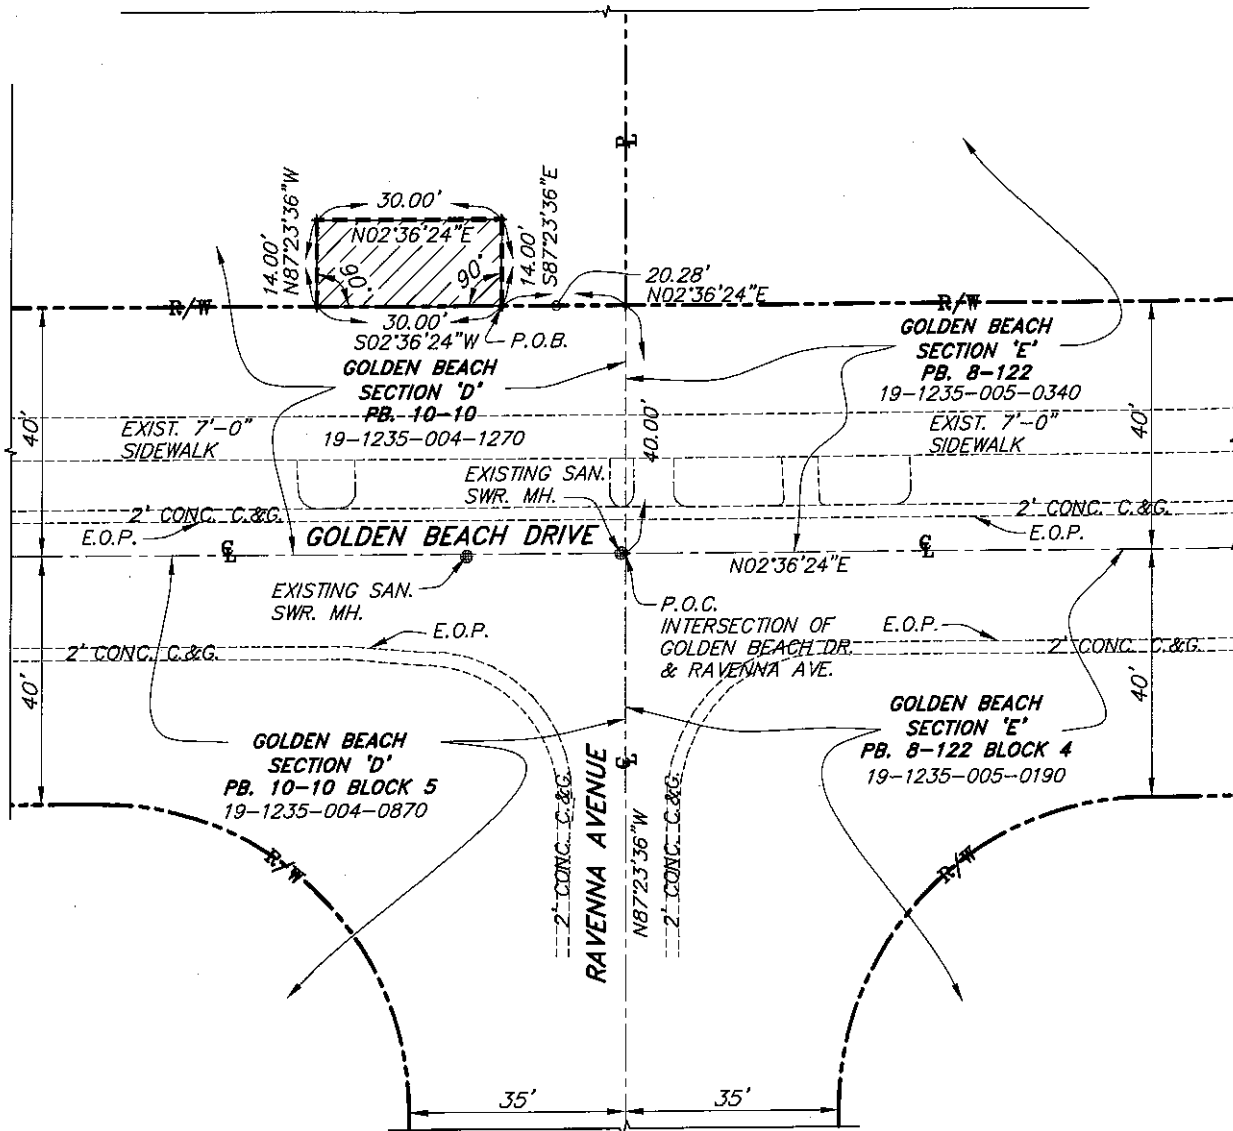 PL
30.00'
N02°36'24"E
14.00'
N87°23'36"W
14.00'
S87°23'36"E
90°
90°
20.28'
N02°36'24"E
R/W
30.00'
S02°36'24"W
P.O.B.
R/W
GOLDEN BEACH
SECTION 'D'
PB. 10-10
19-1235-004-1270
GOLDEN BEACH
SECTION 'E'
PB. 8-122
19-1235-005-0340
40'
EXIST. 7'-0"
SIDEWALK
40.00'
EXIST. 7'-0"
SIDEWALK
40'
EXISTING SAN.
SWR. MH.
2' CONC. C.&G.
E.O.P.
GOLDEN BEACH DRIVE
2' CONC. C.&G.
E.O.P.
CL
CL
N02°36'24"E
EXISTING SAN.
SWR. MH.
P.O.C.
INTERSECTION OF
GOLDEN BEACH DR.
& RAVENNA AVE.
E.O.P.
2' CONC. C.&G.
E.O.P.
2' CONC. C.&G.
40'
40'
GOLDEN BEACH
SECTION 'D'
PB. 10-10 BLOCK 5
19-1235-004-0870
GOLDEN BEACH
SECTION 'E'
PB. 8-122 BLOCK 4
19-1235-005-0190
CL
2' CONC. C.&G.
RAVENNA AVENUE
N87°23'36"W
2' CONC. C.&G.
R/W
R/W
35'
35'